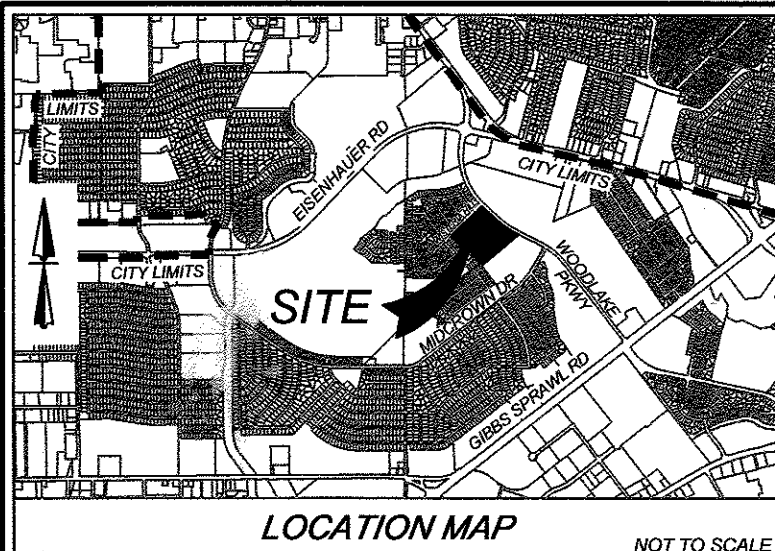 LIMITS
CITY
EISENHAUER RD
CITY LIMITS
CITY LIMITS
SITE
MIDCROWN DR
WOODLAKE
PKWY
GIBBS SPRAWL RD
LOCATION MAP
NOT TO SCALE